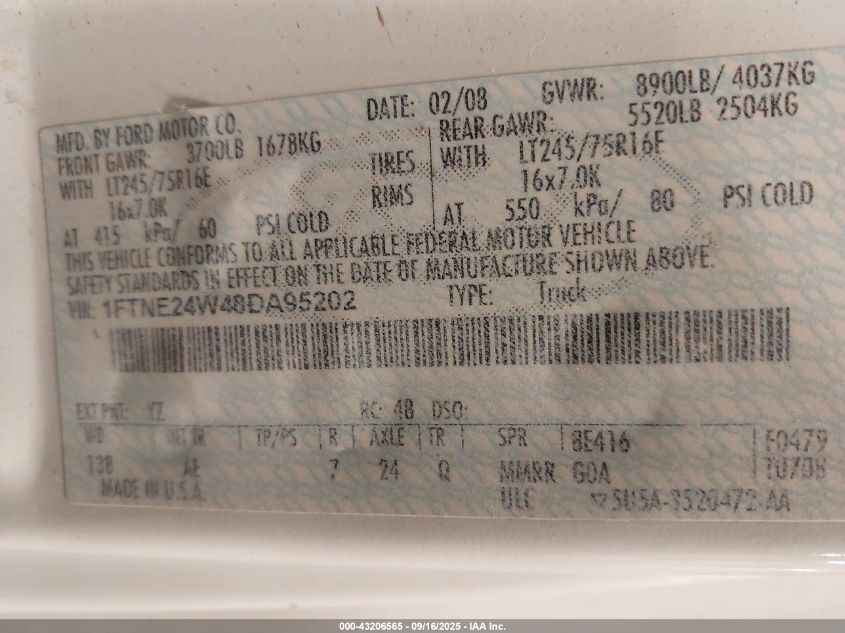 MFD. BY FORD MOTOR CO.
DATE: 02/08 GVWR: 8900LB/ 4037KG
FRONT GAWR: 3700LB 1678KG
REAR GAWR: 5520LB 2504KG
WITH LT245/75R16E TIRES WITH LT245/75R16E
16x7.0K RIMS 16x7.0K
AT 415 kPa/ 60 PSI COLD AT 550 kPa/ 80 PSI COLD
THIS VEHICLE CONFORMS TO ALL APPLICABLE FEDERAL MOTOR VEHICLE
SAFETY STANDARDS IN EFFECT ON THE DATE OF MANUFACTURE SHOWN ABOVE.
VIN: 1FTNE24W48DA95202 TYPE: Truck
EXT PNT: YZ RC: 48 DSO:
WB INT TR TP/PS R AXLE TR SPR 8E416 F0479
138 AE 7 24 Q MMRR GOA T0708
MADE IN U.S.A. ULC 5U5A-3520472-AA
000-43206565 - 09/16/2025 - IAA Inc.